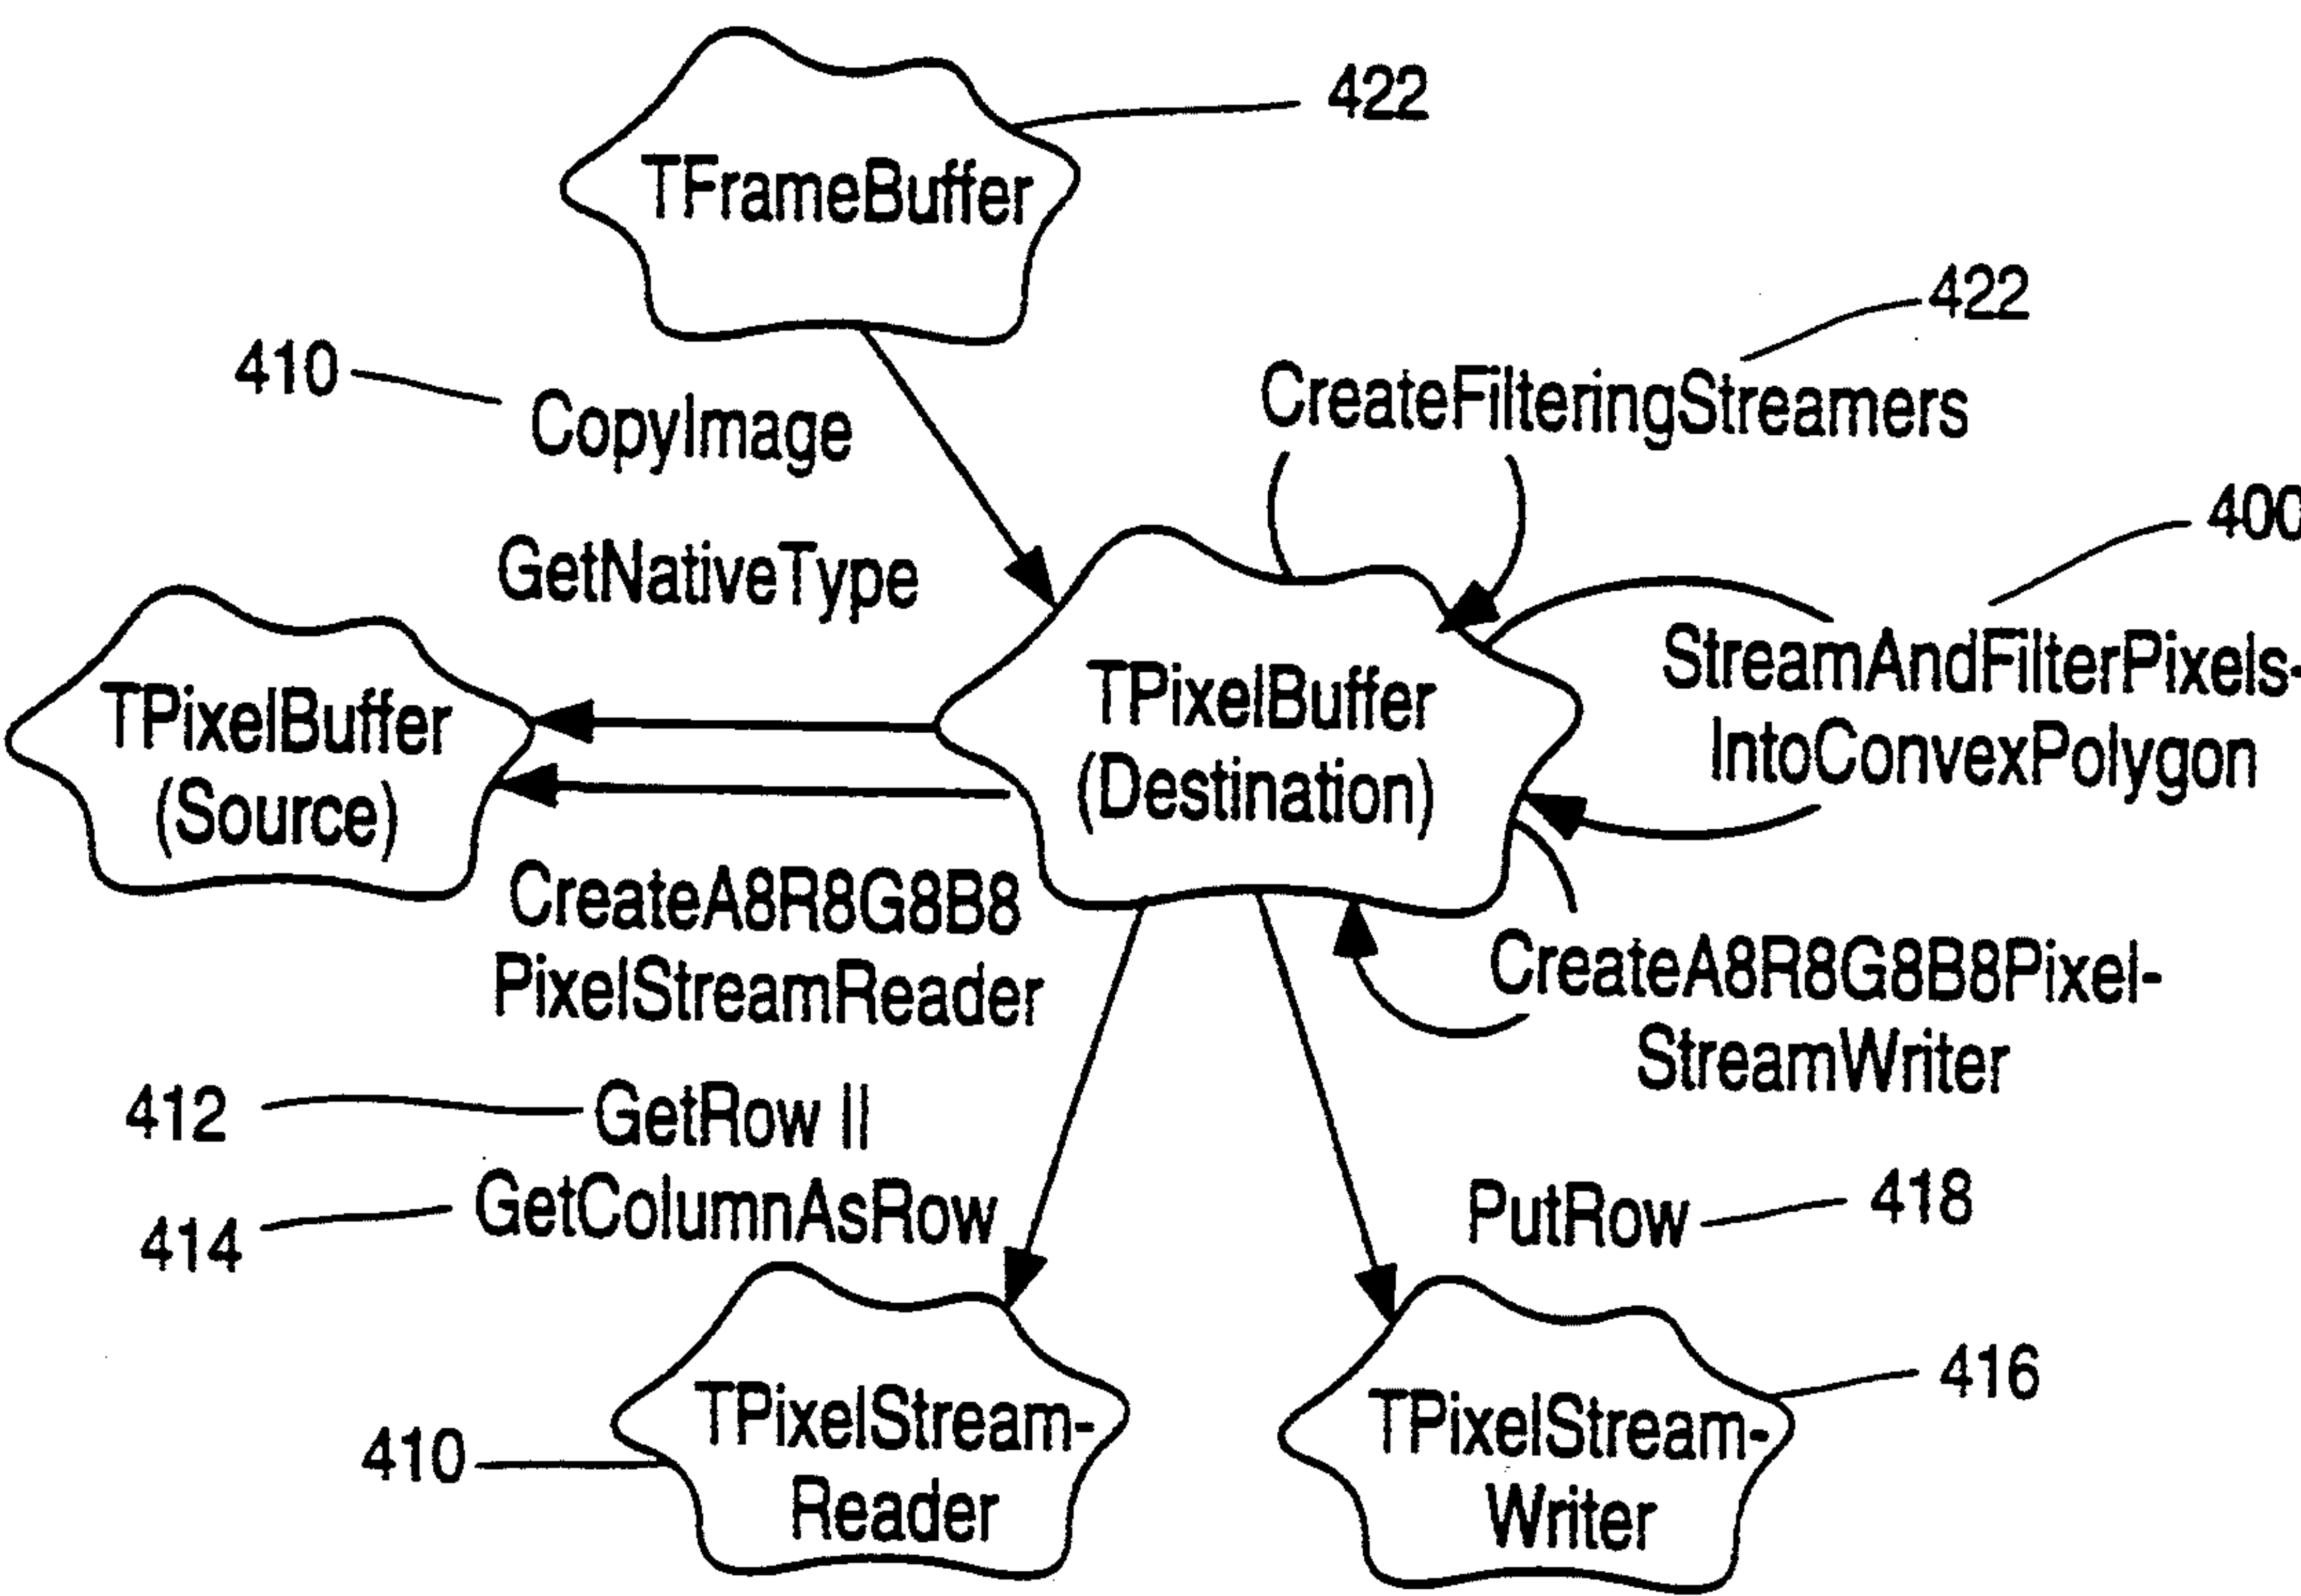 422
TFrameBuffer
422
410
CopyImage
CreateFilteringStreamers
400
GetNativeType
TPixelBuffer
(Source)
TPixelBuffer
(Destination)
StreamAndFilterPixels-
IntoConvexPolygon
CreateA8R8G8B8
PixelStreamReader
CreateA8R8G8B8Pixel-
StreamWriter
412
GetRow ||
414
GetColumnAsRow
PutRow
418
416
410
TPixelStream-
Reader
TPixelStream-
Writer